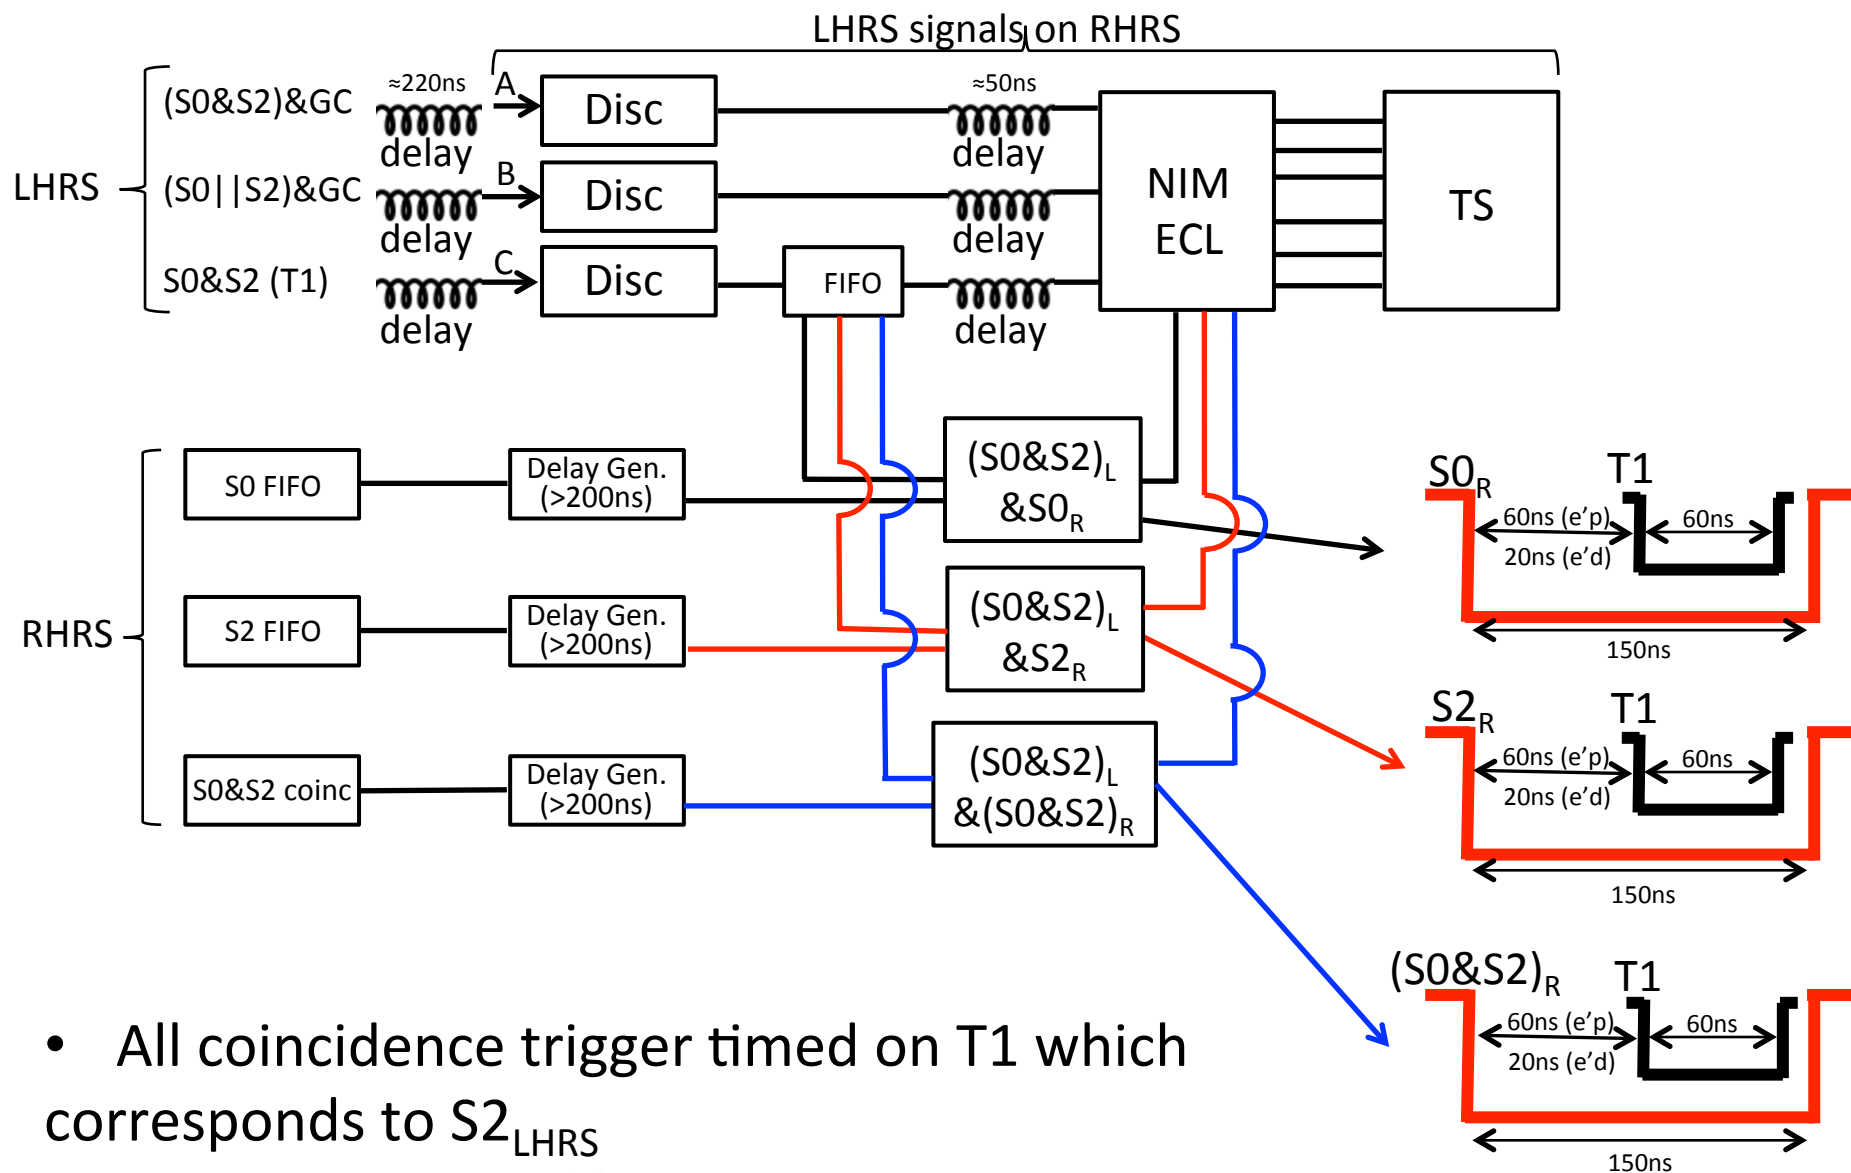 LHRS signals on RHRS
LHRS
(S0&S2)&GC
≈220ns
delay
A
Disc
≈50ns
delay
(S0||S2)&GC
delay
B
Disc
delay
S0&S2 (T1)
delay
C
Disc
FIFO
delay
NIM
ECL
TS
RHRS
S0 FIFO
Delay Gen.
(>200ns)
(S0&S2)L
&S0R
S2 FIFO
Delay Gen.
(>200ns)
(S0&S2)L
&S2R
S0&S2 coinc
Delay Gen.
(>200ns)
(S0&S2)L
&(S0&S2)R
S0R
T1
60ns (e'p)
60ns
20ns (e'd)
150ns
S2R
T1
60ns (e'p)
60ns
20ns (e'd)
150ns
(S0&S2)R
T1
60ns (e'p)
60ns
20ns (e'd)
150ns
• All coincidence trigger timed on T1 which
corresponds to S2LHRS